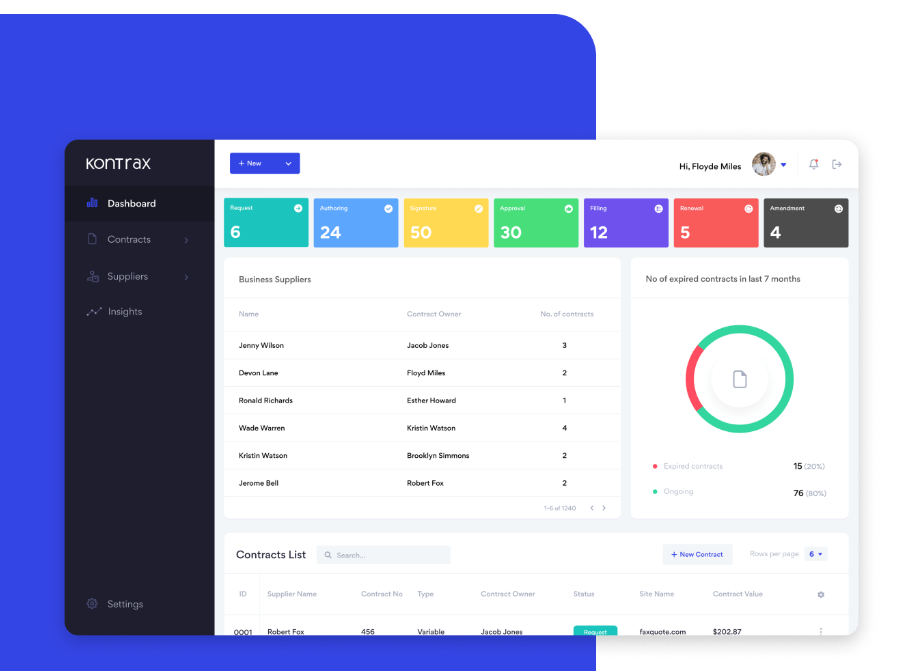 Kontrax
+ New
Hi, Floyde Miles
Dashboard
Contracts
Suppliers
Insights
Settings
Request
6
Authoring
24
Signature
50
Approval
30
Filling
12
Renewal
5
Amendment
4
Business Suppliers
Name Contract Owner No. of contracts
Jenny Wilson Jacob Jones 3
Devon Lane Floyd Miles 2
Ronald Richards Esther Howard 1
Wade Warren Kristin Watson 4
Kristin Watson Brooklyn Simmons 2
Jerome Bell Robert Fox 2
1-6 of 1240
No of expired contracts in last 7 months
Expired contracts 15 (20%)
Ongoing 76 (80%)
Contracts List Search... + New Contract Rows per page 6
ID Supplier Name Contract No Type Contract Owner Status Site Name Contract Value
0001 Robert Fox 456 Variable Jacob Jones Request faxquote.com $202.87